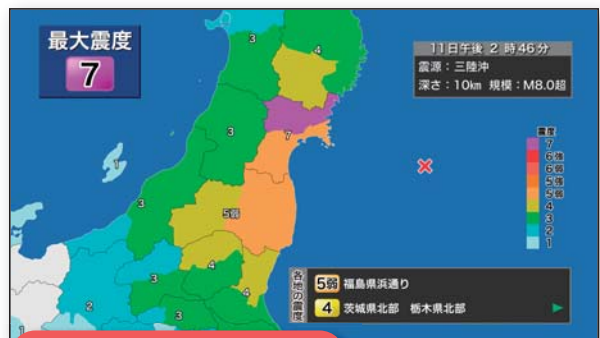 最大震度
7
11日午後 2 時46分
震源：三陸沖
深さ：10km 規模：M8.0超
震度
7
6強
6弱
5強
5弱
4
3
2
1
3
4
7
3
1
3
5弱
4
4
3
2
3
1
各地の震度
5弱 福島県浜通り
4 茨城県北部 栃木県北部